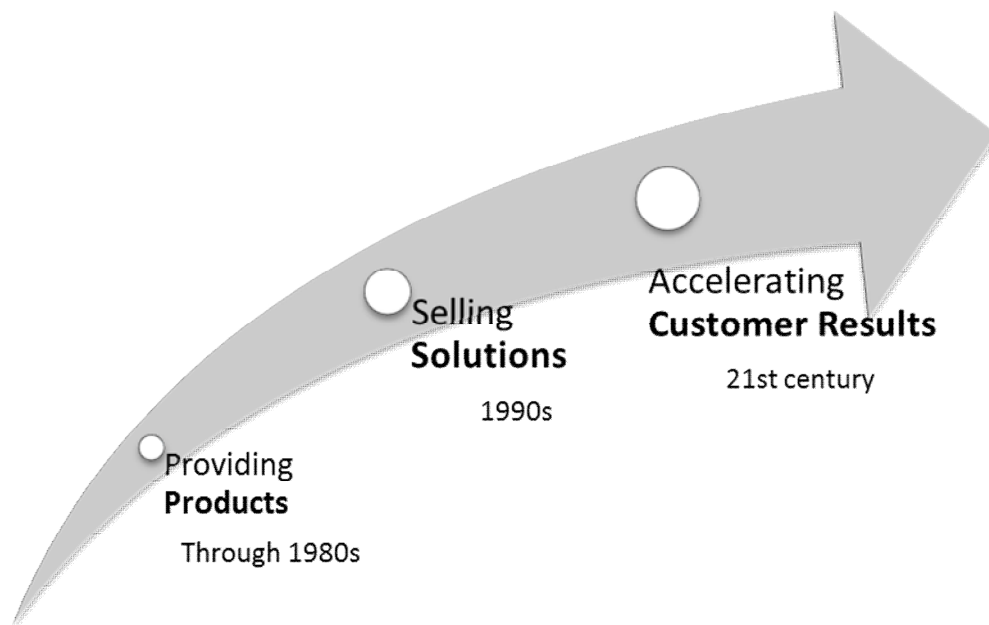 Providing
Products
Through 1980s
Selling
Solutions
1990s
Accelerating
Customer Results
21st century